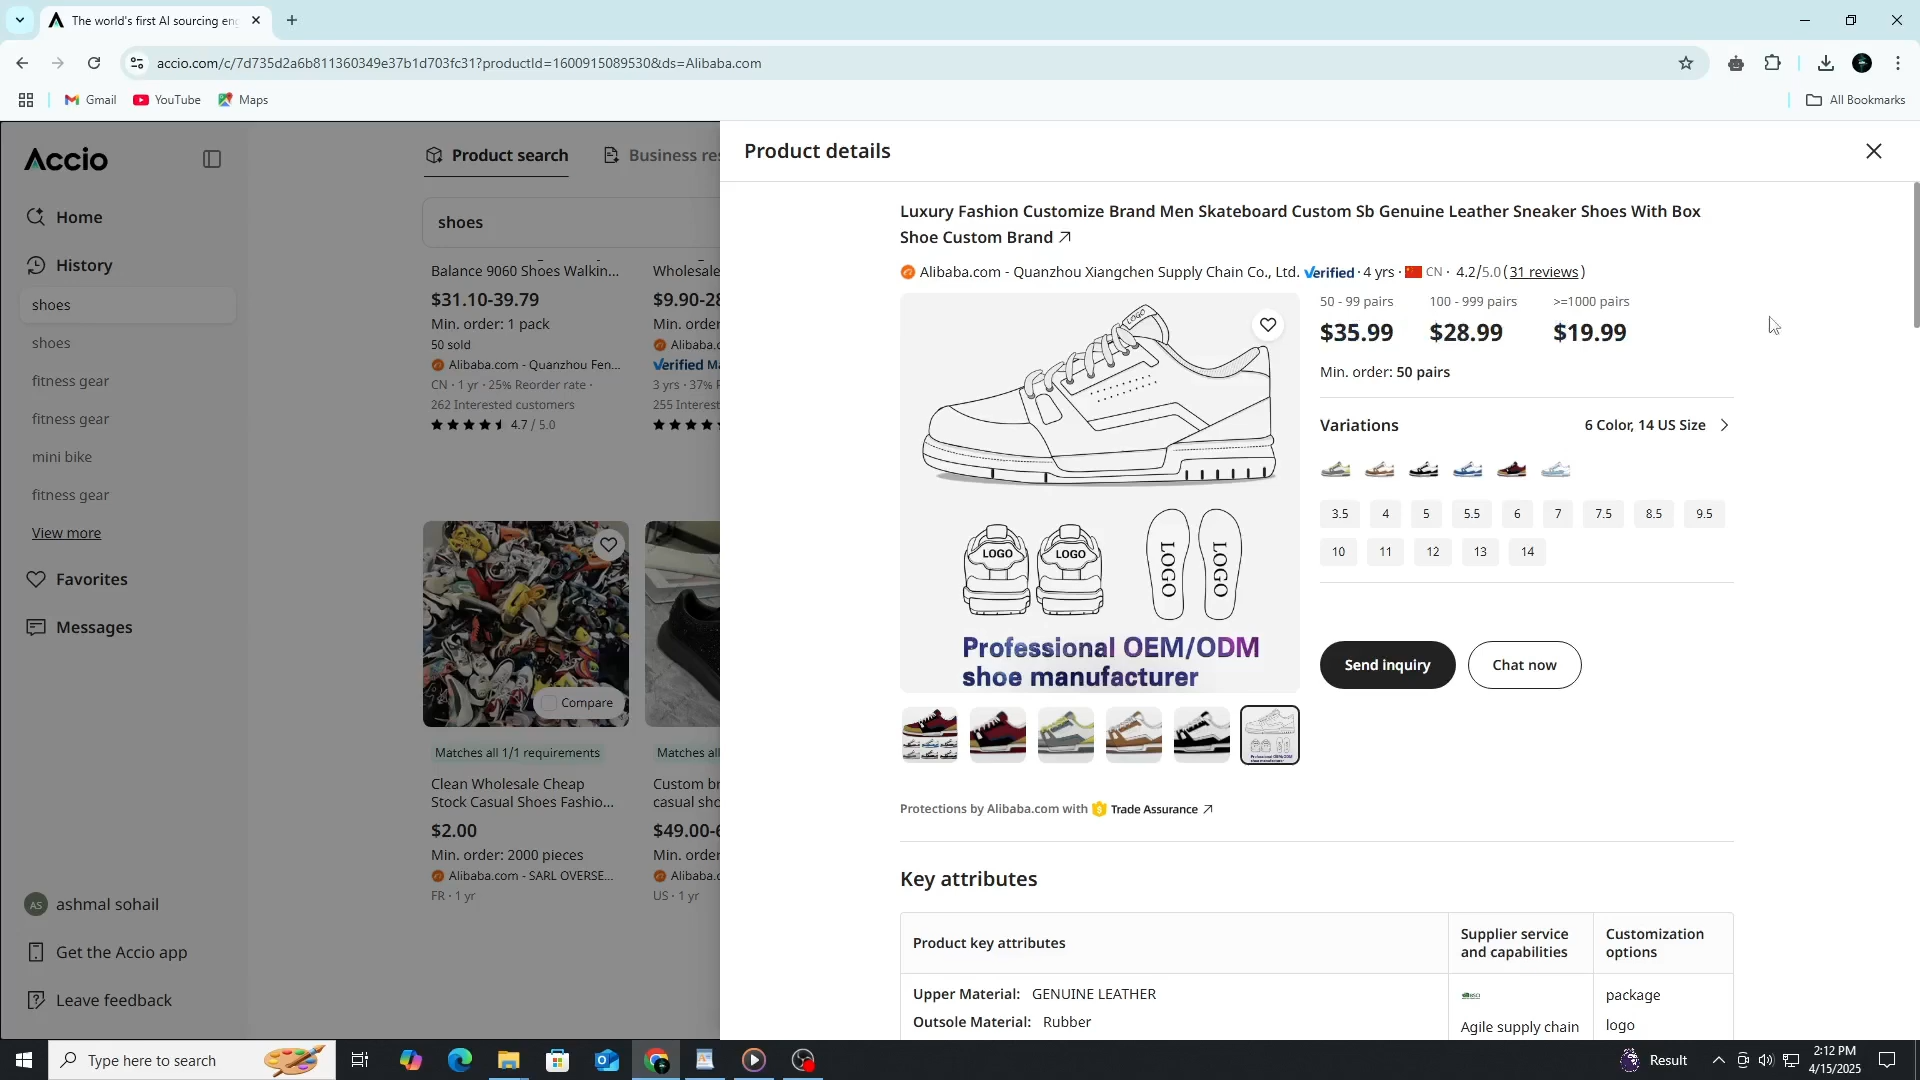 The world's first AI sourcing en
accio.com/c/7d735d2a6b811360349e37b1d703fc31?productId=1600915089530&ds=Alibaba.com
Gmail
YouTube
Maps
All Bookmarks
Accio
Home
History
shoes
shoes
fitness gear
fitness gear
mini bike
fitness gear
View more
Favorites
Messages
AS ashmal sohail
Get the Accio app
Leave feedback
Product search
Business res
shoes
Balance 9060 Shoes Walkin...
$31.10-39.79
Min. order: 1 pack
50 sold
Alibaba.com - Quanzhou Fen...
CN · 1 yr · 25% Reorder rate ·
262 Interested customers
4.7 / 5.0
Wholesale
$9.90-28
Min. order
Alibaba.c
Verified Ma
3 yrs · 37% R
255 Interest
Compare
Matches all 1/1 requirements
Clean Wholesale Cheap
Stock Casual Shoes Fashio...
$2.00
Min. order: 2000 pieces
Alibaba.com - SARL OVERSE...
FR · 1 yr
Matches all
Custom br
casual sho
$49.00-6
Min. order
Alibaba.c
US · 1 yr
Product details
Luxury Fashion Customize Brand Men Skateboard Custom Sb Genuine Leather Sneaker Shoes With Box
Shoe Custom Brand
Alibaba.com - Quanzhou Xiangchen Supply Chain Co., Ltd. Verified · 4 yrs · CN · 4.2/5.0 (31 reviews)
LOGO
LOGO
LOGO
LOGO
LOGO
Professional OEM/ODM
shoe manufacturer
50 - 99 pairs
$35.99
100 - 999 pairs
$28.99
>=1000 pairs
$19.99
Min. order: 50 pairs
Variations
6 Color, 14 US Size
3.5 4 5 5.5 6 7 7.5 8.5 9.5
10 11 12 13 14
Send inquiry
Chat now
Protections by Alibaba.com with Trade Assurance
Key attributes
Product key attributes
Supplier service
and capabilities
Customization
options
Upper Material: GENUINE LEATHER
Outsole Material: Rubber
Agile supply chain
package
logo
Type here to search
Result
2:12 PM
4/15/2025